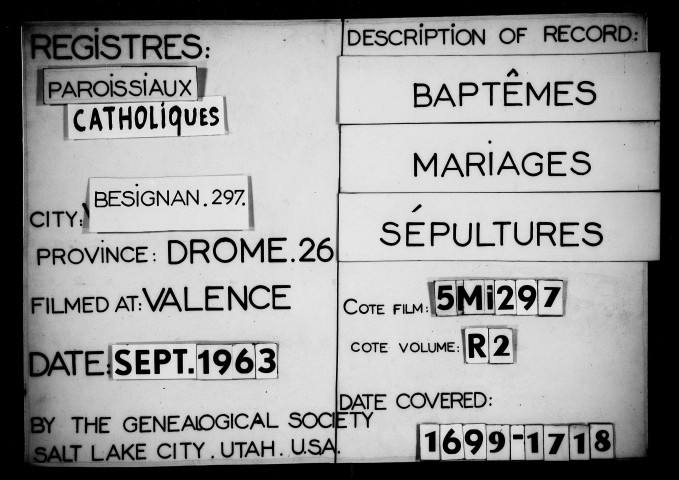 REGISTRES:
PAROISSIAUX
CATHOLIQUES
CITY:
BESIGNAN.297.
PROVINCE: DROME.26
FILMED AT: VALENCE
DATE: SEPT.1963
BY THE GENEALOGICAL SOCIETY
SALT LAKE CITY. UTAH. U.S.A.
DESCRIPTION OF RECORD:
BAPTÊMES
MARIAGES
SÉPULTURES
COTE FILM: 5Mi297
COTE VOLUME: R2
DATE COVERED:
1699-1718